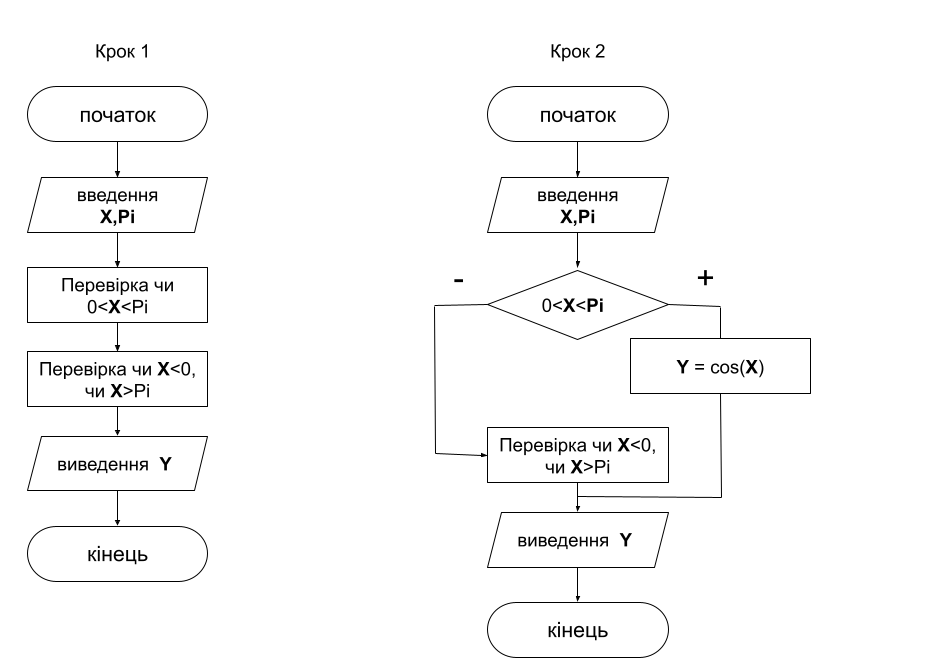 Крок 1
початок
введення
X,Pi
Перевірка чи
0<X<Pi
Перевірка чи X<0,
чи X>Pi
виведення Y
кінець
Крок 2
початок
введення
X,Pi
-
+
0<X<Pi
Y = cos(X)
Перевірка чи X<0,
чи X>Pi
виведення Y
кінець